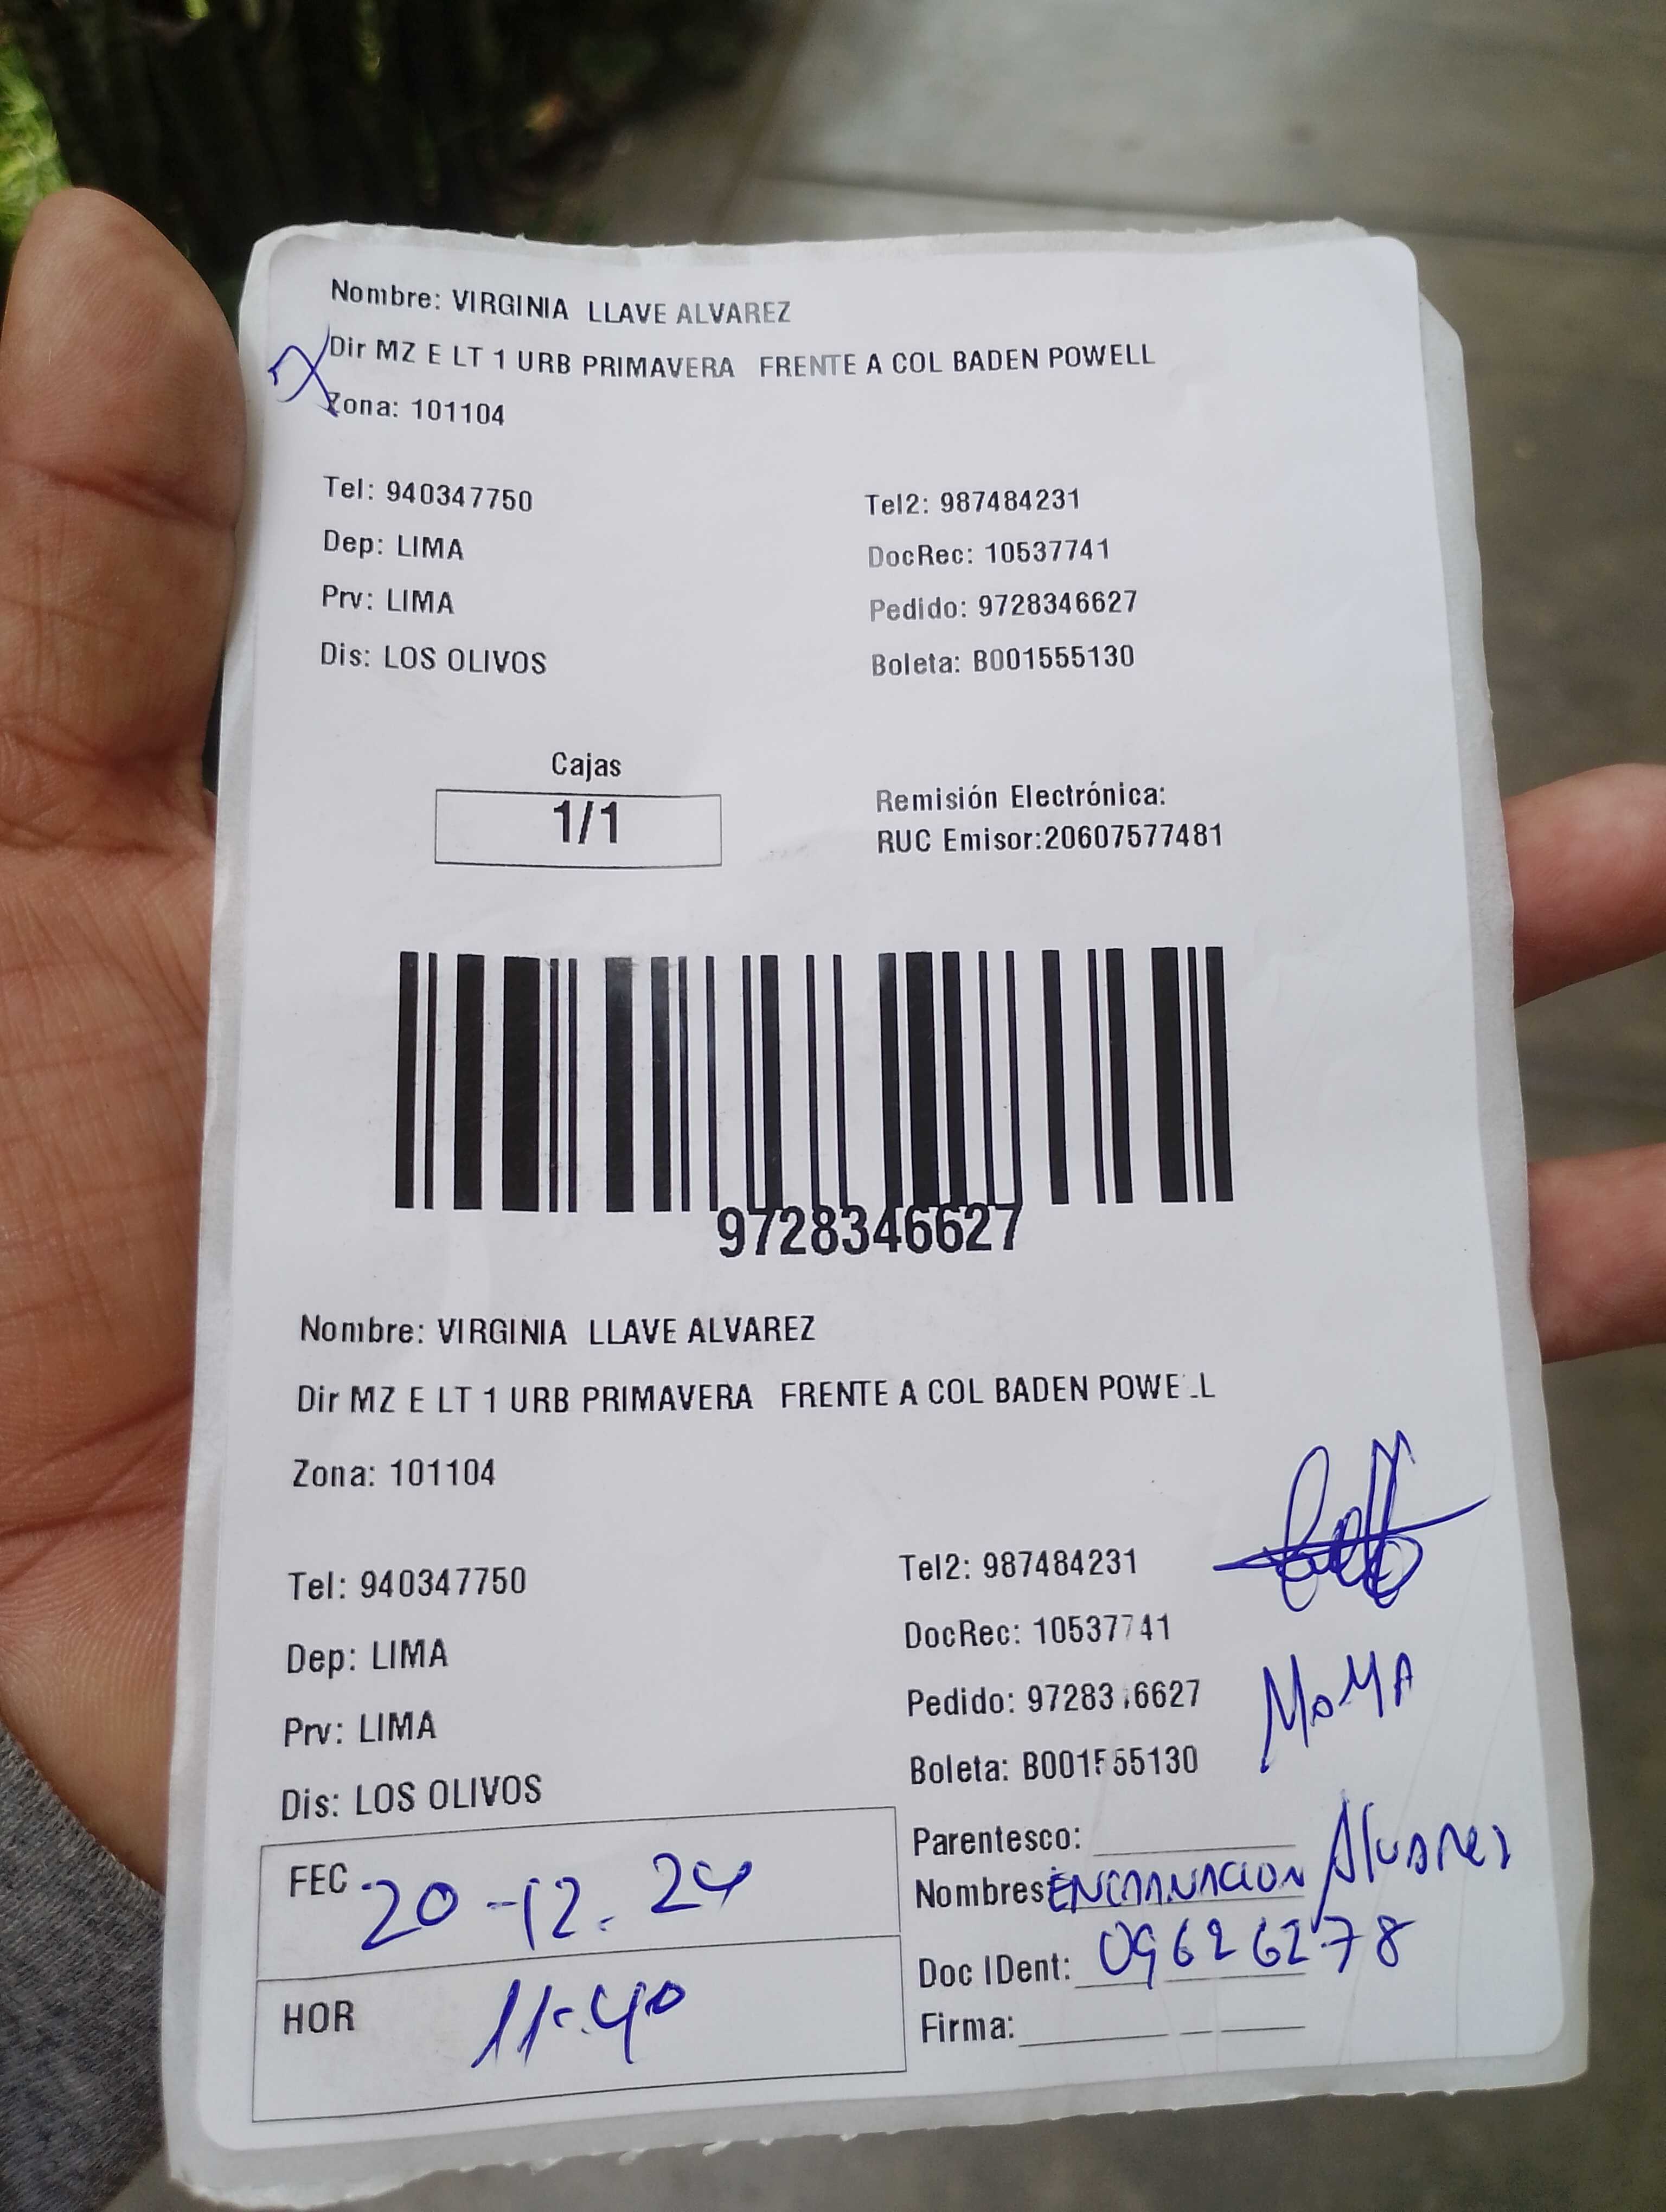 Nombre: VIRGINIA LLAVE ALVAREZ
Dir MZ E LT 1 URB PRIMAVERA FRENTE A COL BADEN POWELL
Zona: 101104
Tel: 940347750
Tel2: 987484231
Dep: LIMA
DocRec: 10537741
Prv: LIMA
Pedido: 9728346627
Dis: LOS OLIVOS
Boleta: B001555130
Cajas
1/1
Remisión Electrónica:
RUC Emisor:20607577481
9728346627
Nombre: VIRGINIA LLAVE ALVAREZ
Dir MZ E LT 1 URB PRIMAVERA FRENTE A COL BADEN POWELL
Zona: 101104
Tel: 940347750
Tel2: 987484231
Dep: LIMA
DocRec: 10537741
Prv: LIMA
Pedido: 9728346627
Dis: LOS OLIVOS
Boleta: B001555130
Parentesco:
FEC 20-12.24
Nombres ENCARNACION Alvarez
Doc IDent: 09626278
HOR 11:40
Firma: